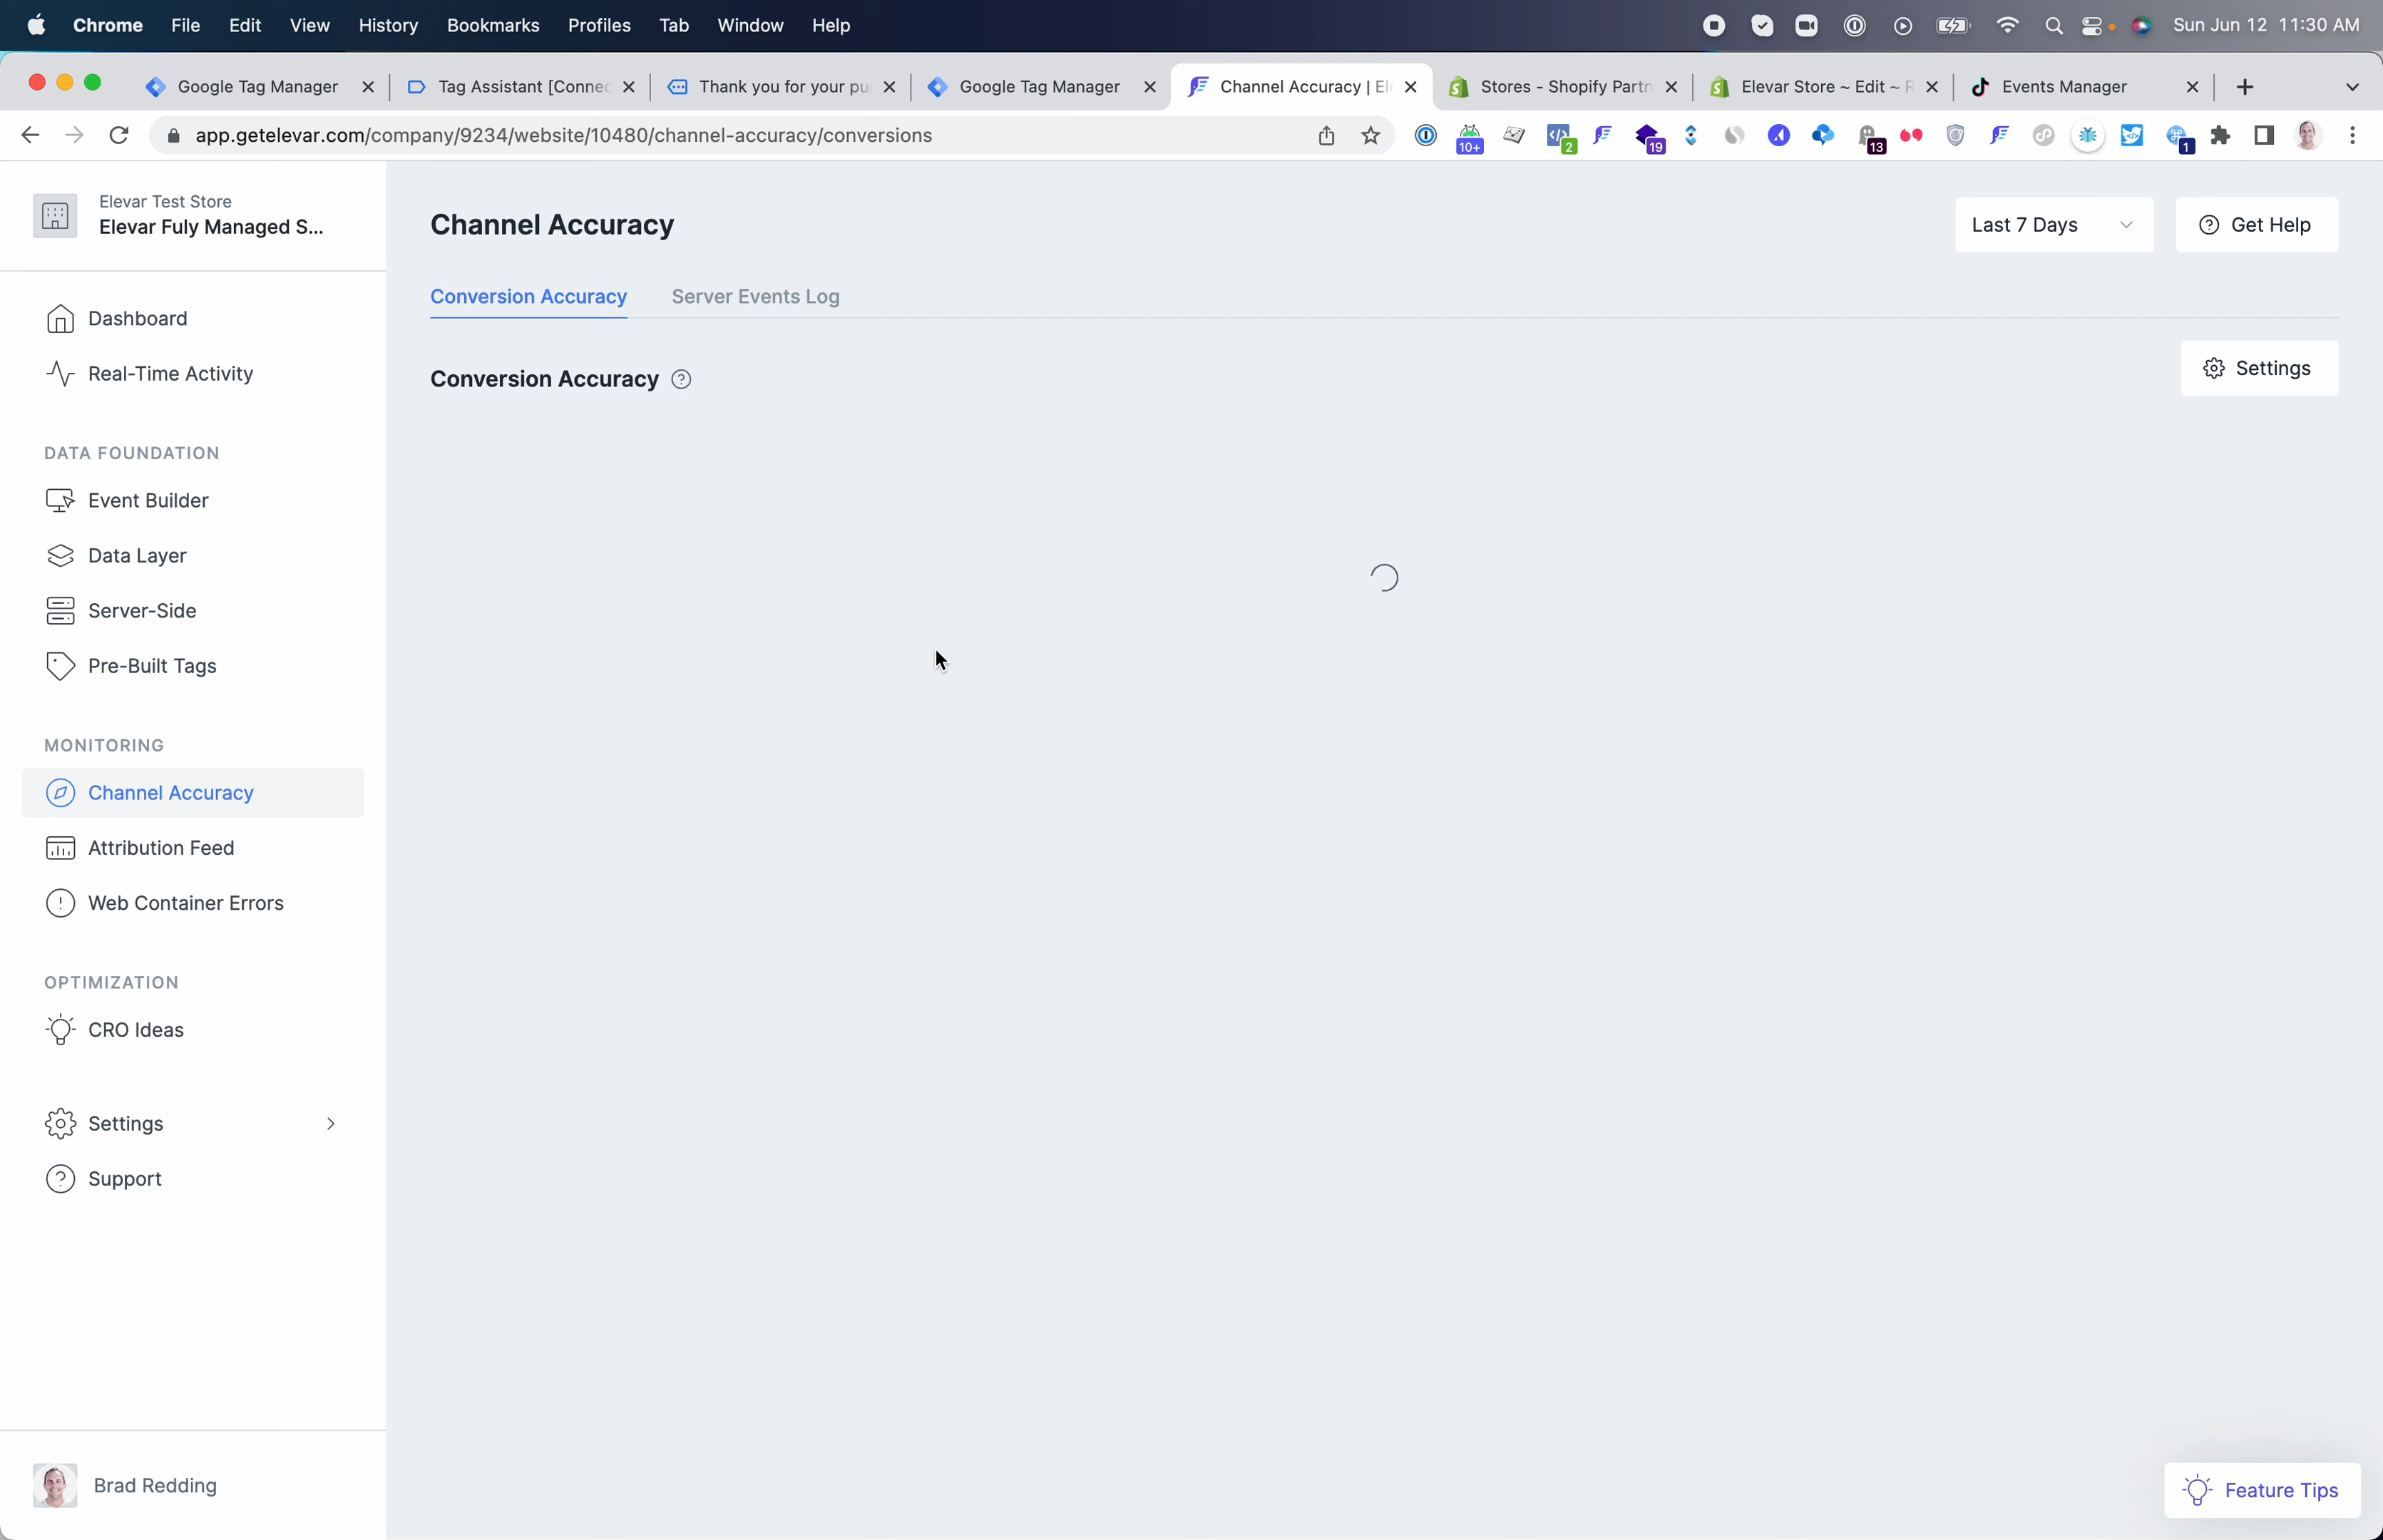 Chrome File Edit View History Bookmarks Profiles Tab Window Help Sun Jun 12 11:30 AM
Google Tag Manager Tag Assistant [Connec Thank you for your pu Google Tag Manager Channel Accuracy | El Stores - Shopify Partn Elevar Store ~ Edit ~ R Events Manager
app.getelevar.com/company/9234/website/10480/channel-accuracy/conversions 10+ 2 19 13 1
Elevar Test Store
Elevar Fuly Managed S...
Channel Accuracy
Last 7 Days
Get Help
Conversion Accuracy Server Events Log
Conversion Accuracy
Settings
Dashboard
Real-Time Activity
DATA FOUNDATION
Event Builder
Data Layer
Server-Side
Pre-Built Tags
MONITORING
Channel Accuracy
Attribution Feed
Web Container Errors
OPTIMIZATION
CRO Ideas
Settings
Support
Brad Redding
Feature Tips